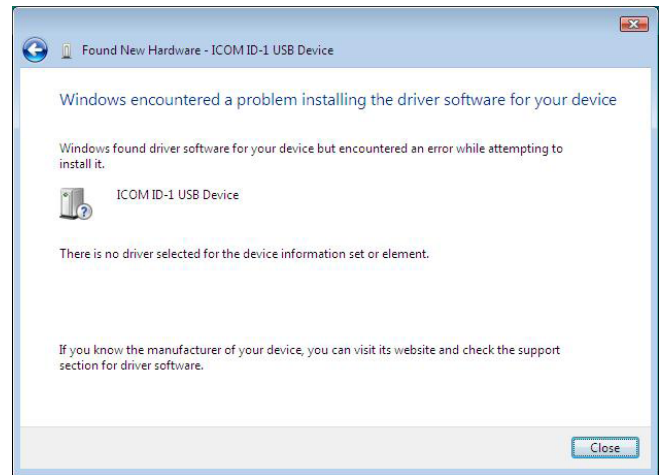 Found New Hardware - ICOM ID-1 USB Device
Windows encountered a problem installing the driver software for your device
Windows found driver software for your device but encountered an error while attempting to
install it.
ICOM ID-1 USB Device
There is no driver selected for the device information set or element.
If you know the manufacturer of your device, you can visit its website and check the support
section for driver software.
Close